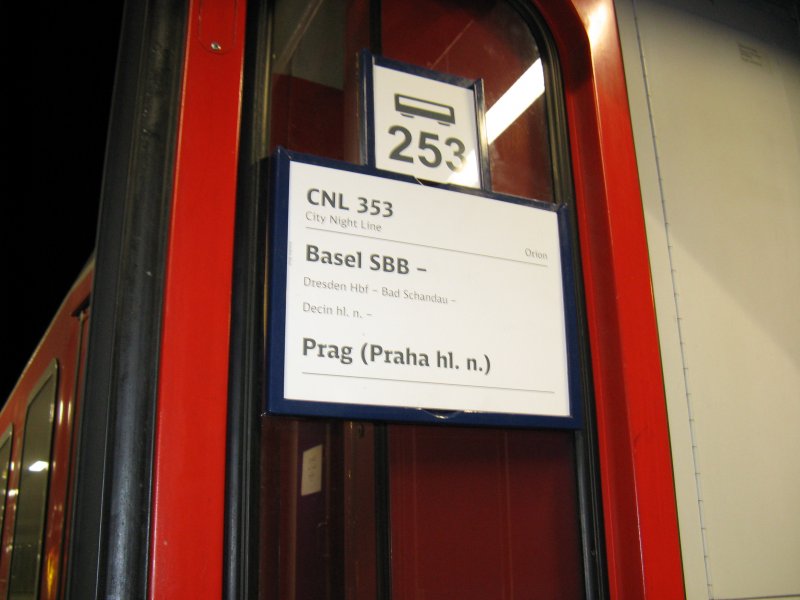 253
CNL 353
City Night Line
Orion
Basel SBB –
Dresden Hbf – Bad Schandau –
Decin hl. n. –
Prag (Praha hl. n.)